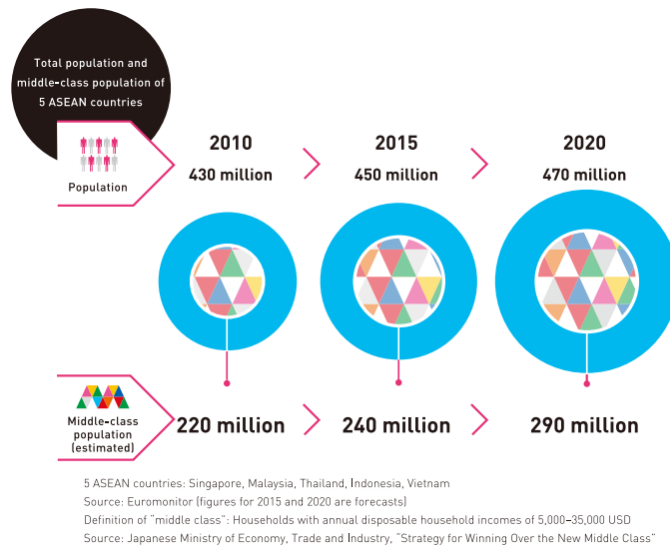 Total population and
middle-class population of
5 ASEAN countries
Population
2010
430 million
2015
450 million
2020
470 million
Middle-class
population
(estimated)
220 million
240 million
290 million
5 ASEAN countries: Singapore, Malaysia, Thailand, Indonesia, Vietnam
Source: Euromonitor (figures for 2015 and 2020 are forecasts)
Definition of “middle class”: Households with annual disposable household incomes of 5,000–35,000 USD
Source: Japanese Ministry of Economy, Trade and Industry, “Strategy for Winning Over the New Middle Class”